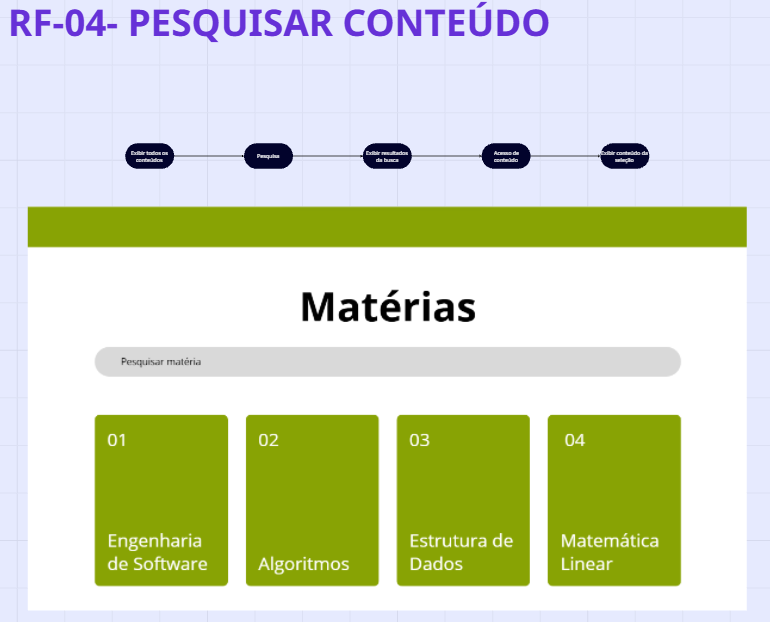 RF-04- PESQUISAR CONTEÚDO
Exibir todos os
conteúdos
Pesquisa
Exibir resultados
da busca
Acesso de
conteúdo
Exibir conteúdo da
seleção
Matérias
Pesquisar matéria
01
Engenharia
de Software
02
Algoritmos
03
Estrutura de
Dados
04
Matemática
Linear